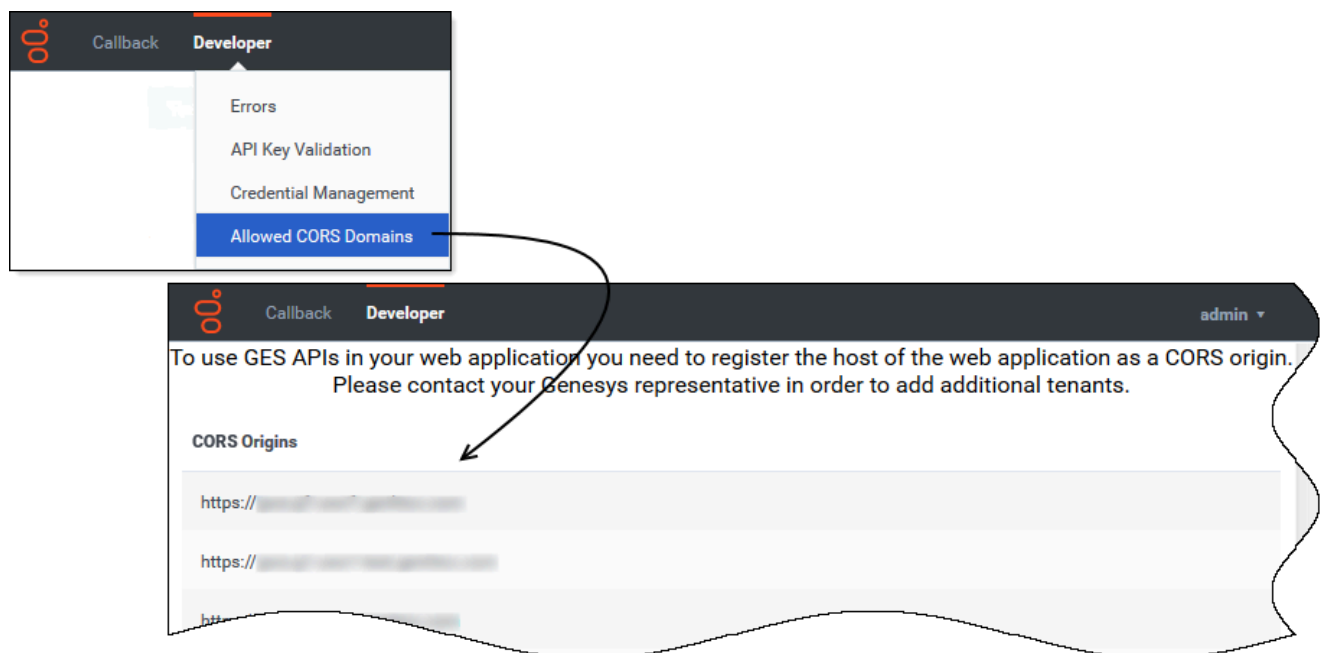 Callback Developer
Errors
API Key Validation
Credential Management
Allowed CORS Domains
Callback Developer admin
To use GES APIs in your web application you need to register the host of the web application as a CORS origin.
Please contact your Genesys representative in order to add additional tenants.
CORS Origins
https://
https://